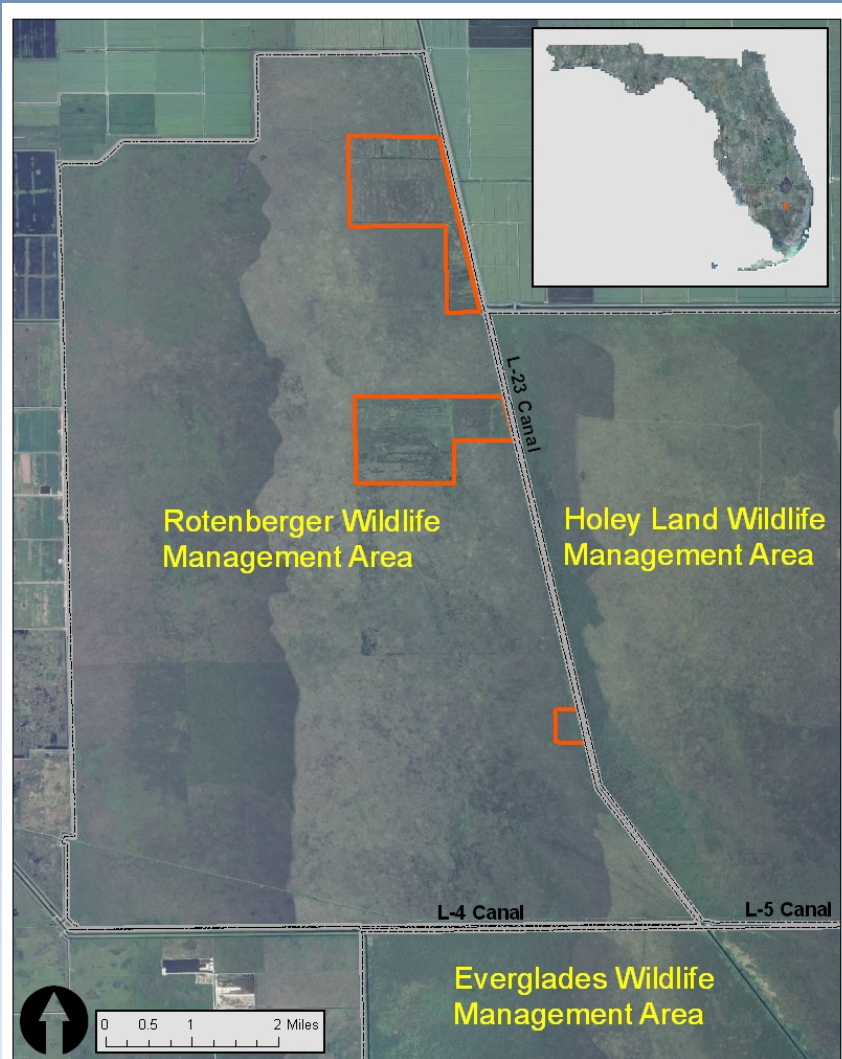 L-23 Canal
Rotenberger Wildlife
Management Area
Holey Land Wildlife
Management Area
L-4 Canal
L-5 Canal
Everglades Wildlife
Management Area
0 0.5 1 2 Miles